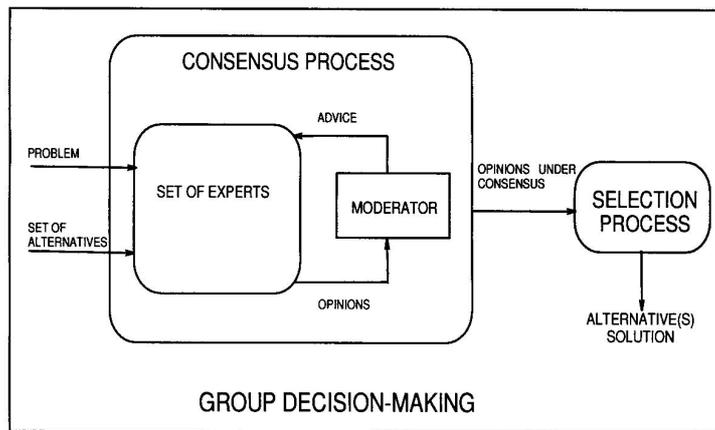 CONSENSUS PROCESS
ADVICE
PROBLEM
SET OF EXPERTS
MODERATOR
OPINIONS UNDER
CONSENSUS
SELECTION
PROCESS
SET OF
ALTERNATIVES
OPINIONS
ALTERNATIVE(S)
SOLUTION
GROUP DECISION-MAKING